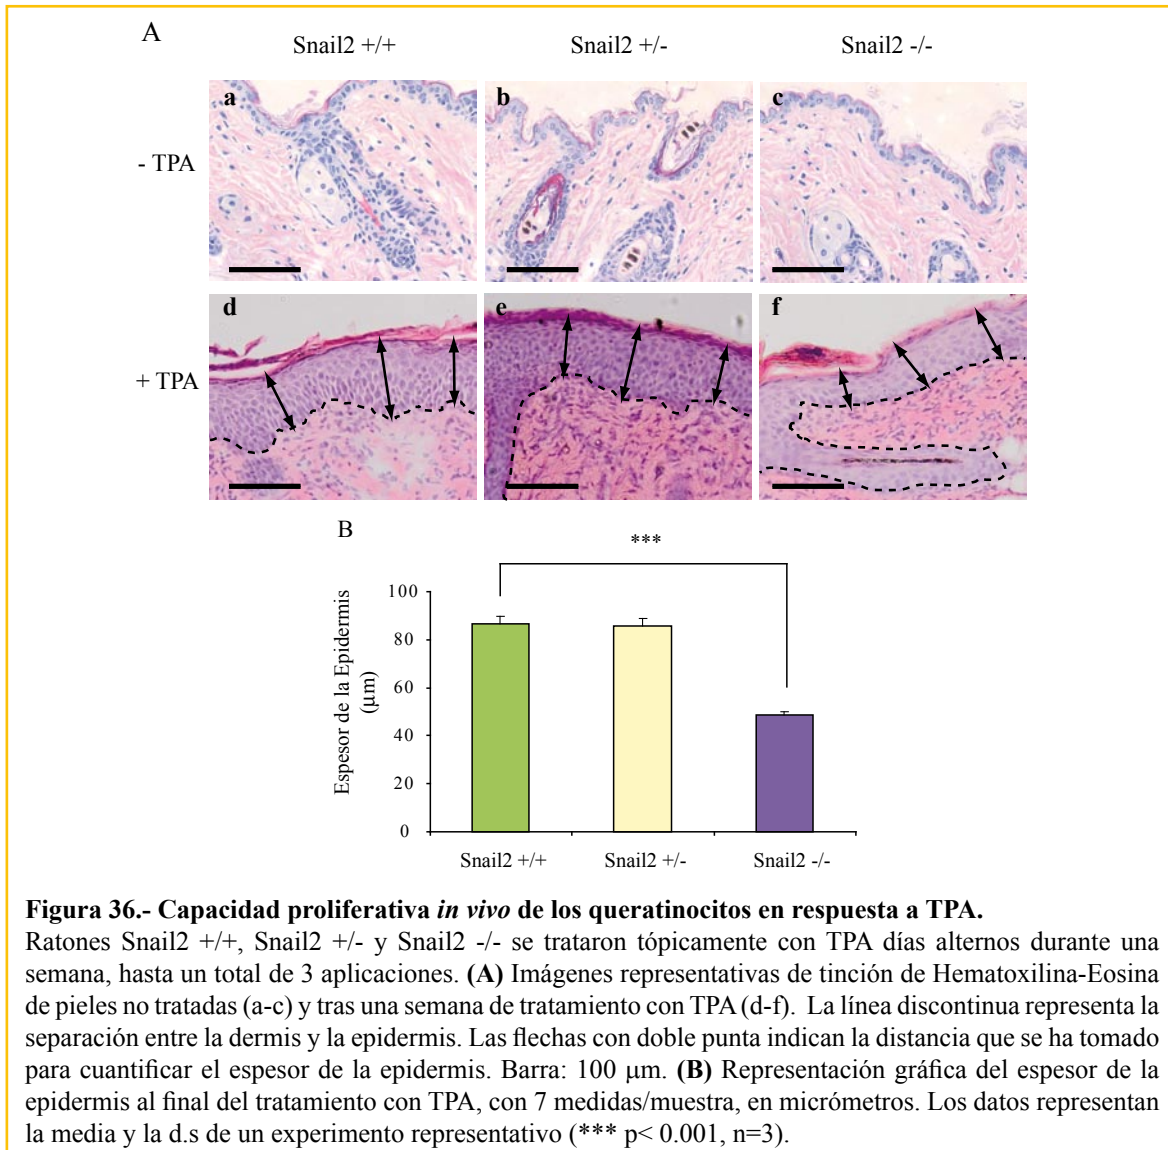 A
Snail2 +/+ Snail2 +/- Snail2 -/-
- TPA
a b c
+ TPA
d e f
B
***
Espesor de la Epidermis
(μm)
100
80
60
40
20
0
Snail2 +/+ Snail2 +/- Snail2 -/-
Figura 36.- Capacidad proliferativa in vivo de los queratinocitos en respuesta a TPA.
Ratones Snail2 +/+, Snail2 +/- y Snail2 -/- se trataron tópicamente con TPA días alternos durante una
semana, hasta un total de 3 aplicaciones. (A) Imágenes representativas de tinción de Hematoxilina-Eosina
de pieles no tratadas (a-c) y tras una semana de tratamiento con TPA (d-f). La línea discontinua representa la
separación entre la dermis y la epidermis. Las flechas con doble punta indican la distancia que se ha tomado
para cuantificar el espesor de la epidermis. Barra: 100 μm. (B) Representación gráfica del espesor de la
epidermis al final del tratamiento con TPA, con 7 medidas/muestra, en micrómetros. Los datos representan
la media y la d.s de un experimento representativo (*** p< 0.001, n=3).